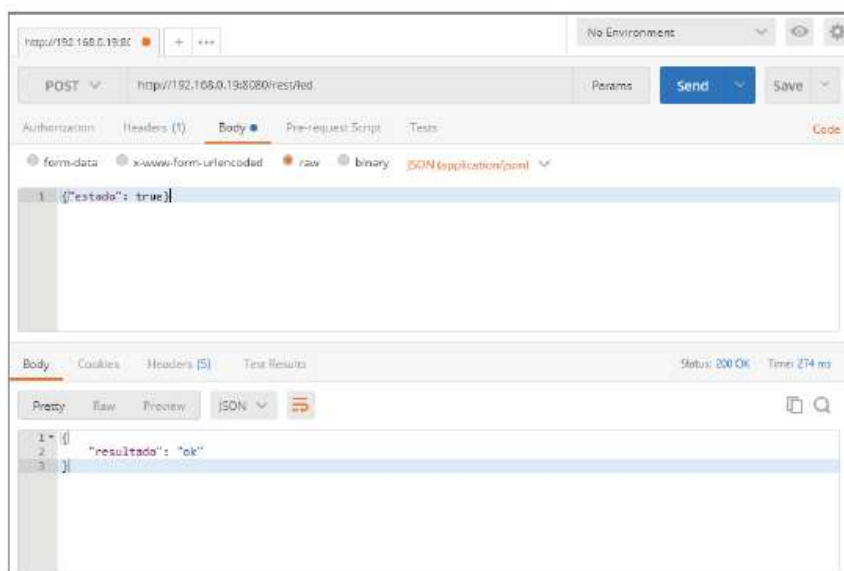 No Environment
http://192.168.0.19:80
+ •••
POST http://192.168.0.19:8080/rest/led Params Send Save
Authorization Headers (1) Body Pre-request Script Tests Code
form-data x-www-form-urlencoded raw binary JSON (application/json)
1 {"estado": true}
Body Cookies Headers (5) Test Results Status: 200 OK Time: 274 ms
Pretty Raw Preview JSON
1 {
2 "resultado": "ok"
3 }